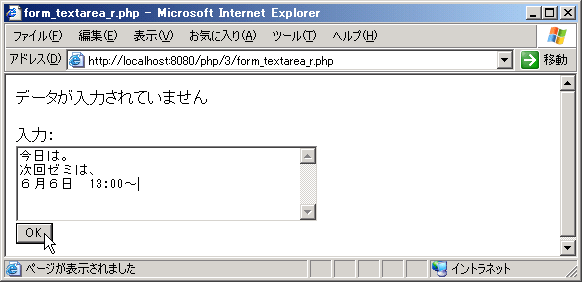 form_textarea_r.php - Microsoft Internet Explorer
ファイル(F) 編集(E) 表示(V) お気に入り(A) ツール(T) ヘルプ(H)
アドレス(D) http://localhost:8080/php/3/form_textarea_r.php 移動
データが入力されていません
入力:
今日は。
次回ゼミは、
６月６日　13:00～
OK
ページが表示されました イントラネット